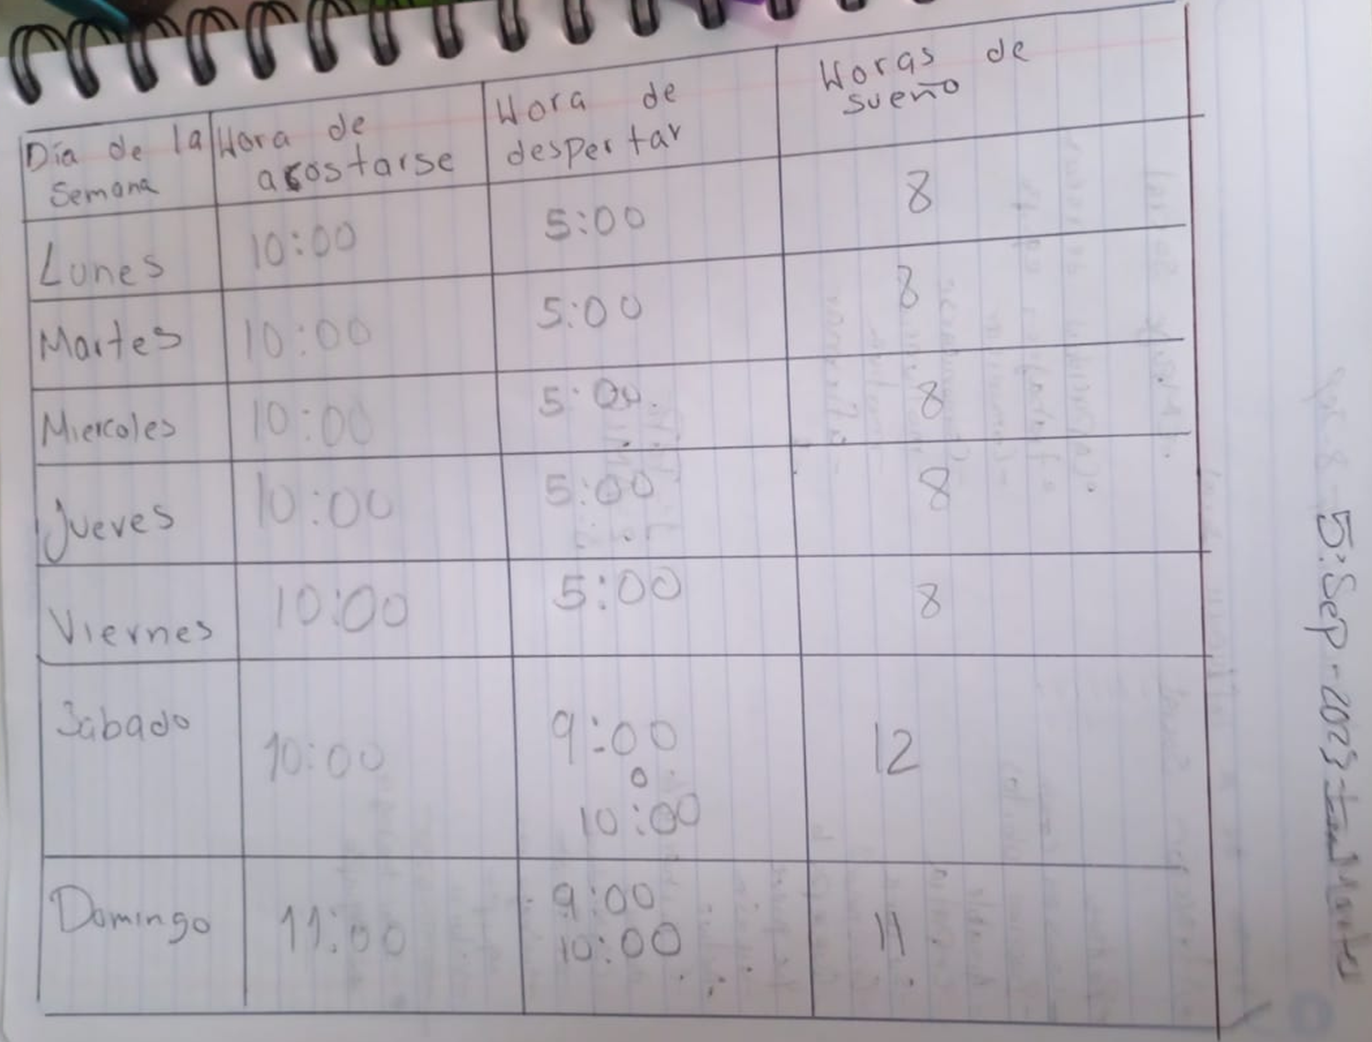 Día de la semana
Hora de acostarse
Hora de despertar
Horas de sueño
Lunes 10:00 5:00 8
Martes 10:00 5:00 8
Miercoles 10:00 5:00 8
Jueves 10:00 5:00 8
Viernes 10:00 5:00 8
Sabado 10:00 9:00 o 10:00 12
Domingo 11:00 9:00 10:00 11
5:Sep-2023 Martes